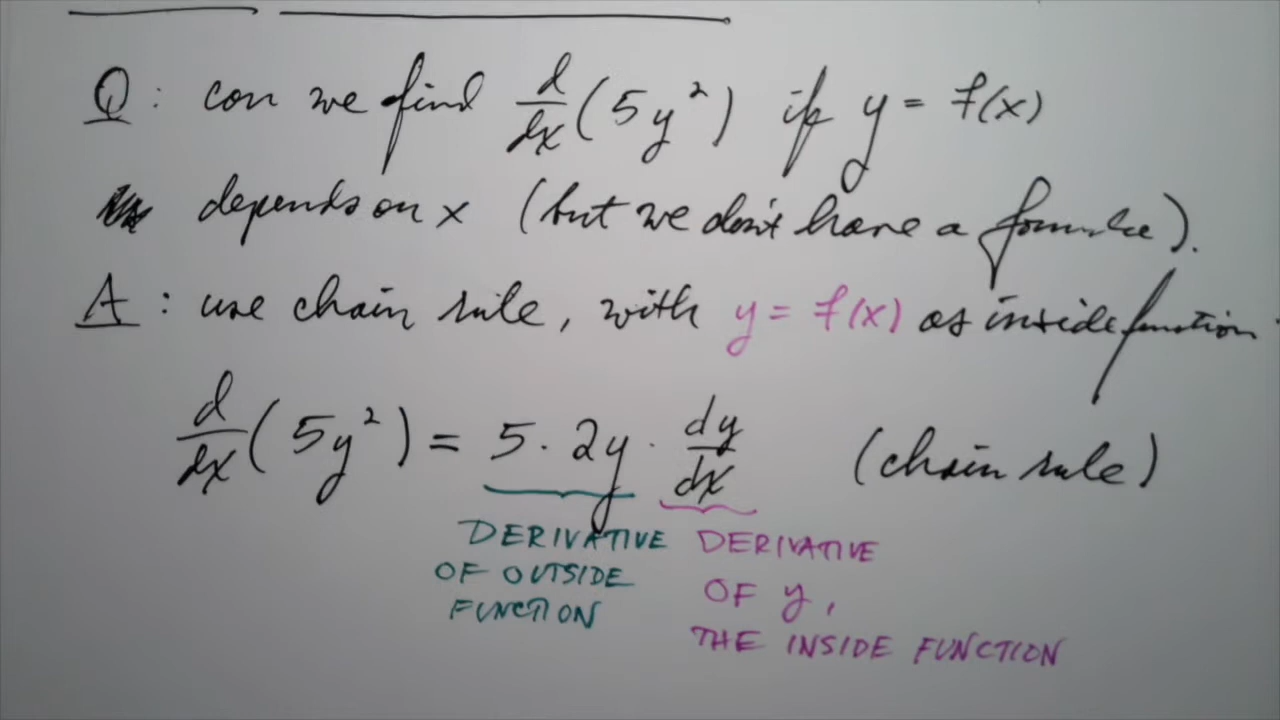 Q: can we find d/dx (5y²) if y = f(x)
depends on x (but we don't have a formula).
A: use chain rule, with y = f(x) as inside function.
d/dx (5y²) = 5 · 2y · dy/dx (chain rule)
DERIVATIVE DERIVATIVE
OF OUTSIDE OF y,
FUNCTION THE INSIDE FUNCTION